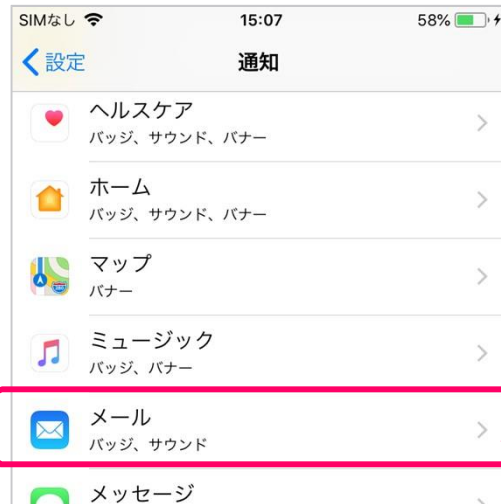 SIMなし 15:07 58%
設定 通知
ヘルスケア
バッジ、サウンド、バナー
ホーム
バッジ、サウンド、バナー
マップ
バナー
ミュージック
バッジ、バナー
メール
バッジ、サウンド
メッセージ